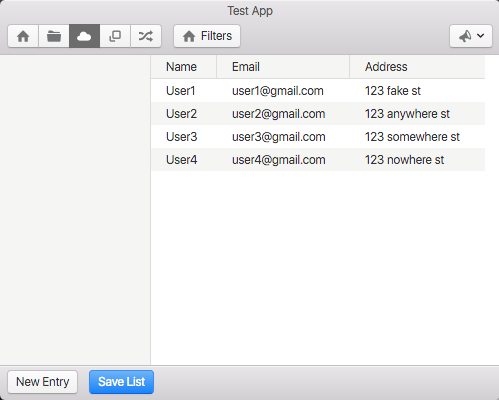 Test App
Filters
Name Email Address
User1 user1@gmail.com 123 fake st
User2 user2@gmail.com 123 anywhere st
User3 user3@gmail.com 123 somewhere st
User4 user4@gmail.com 123 nowhere st
New Entry Save List